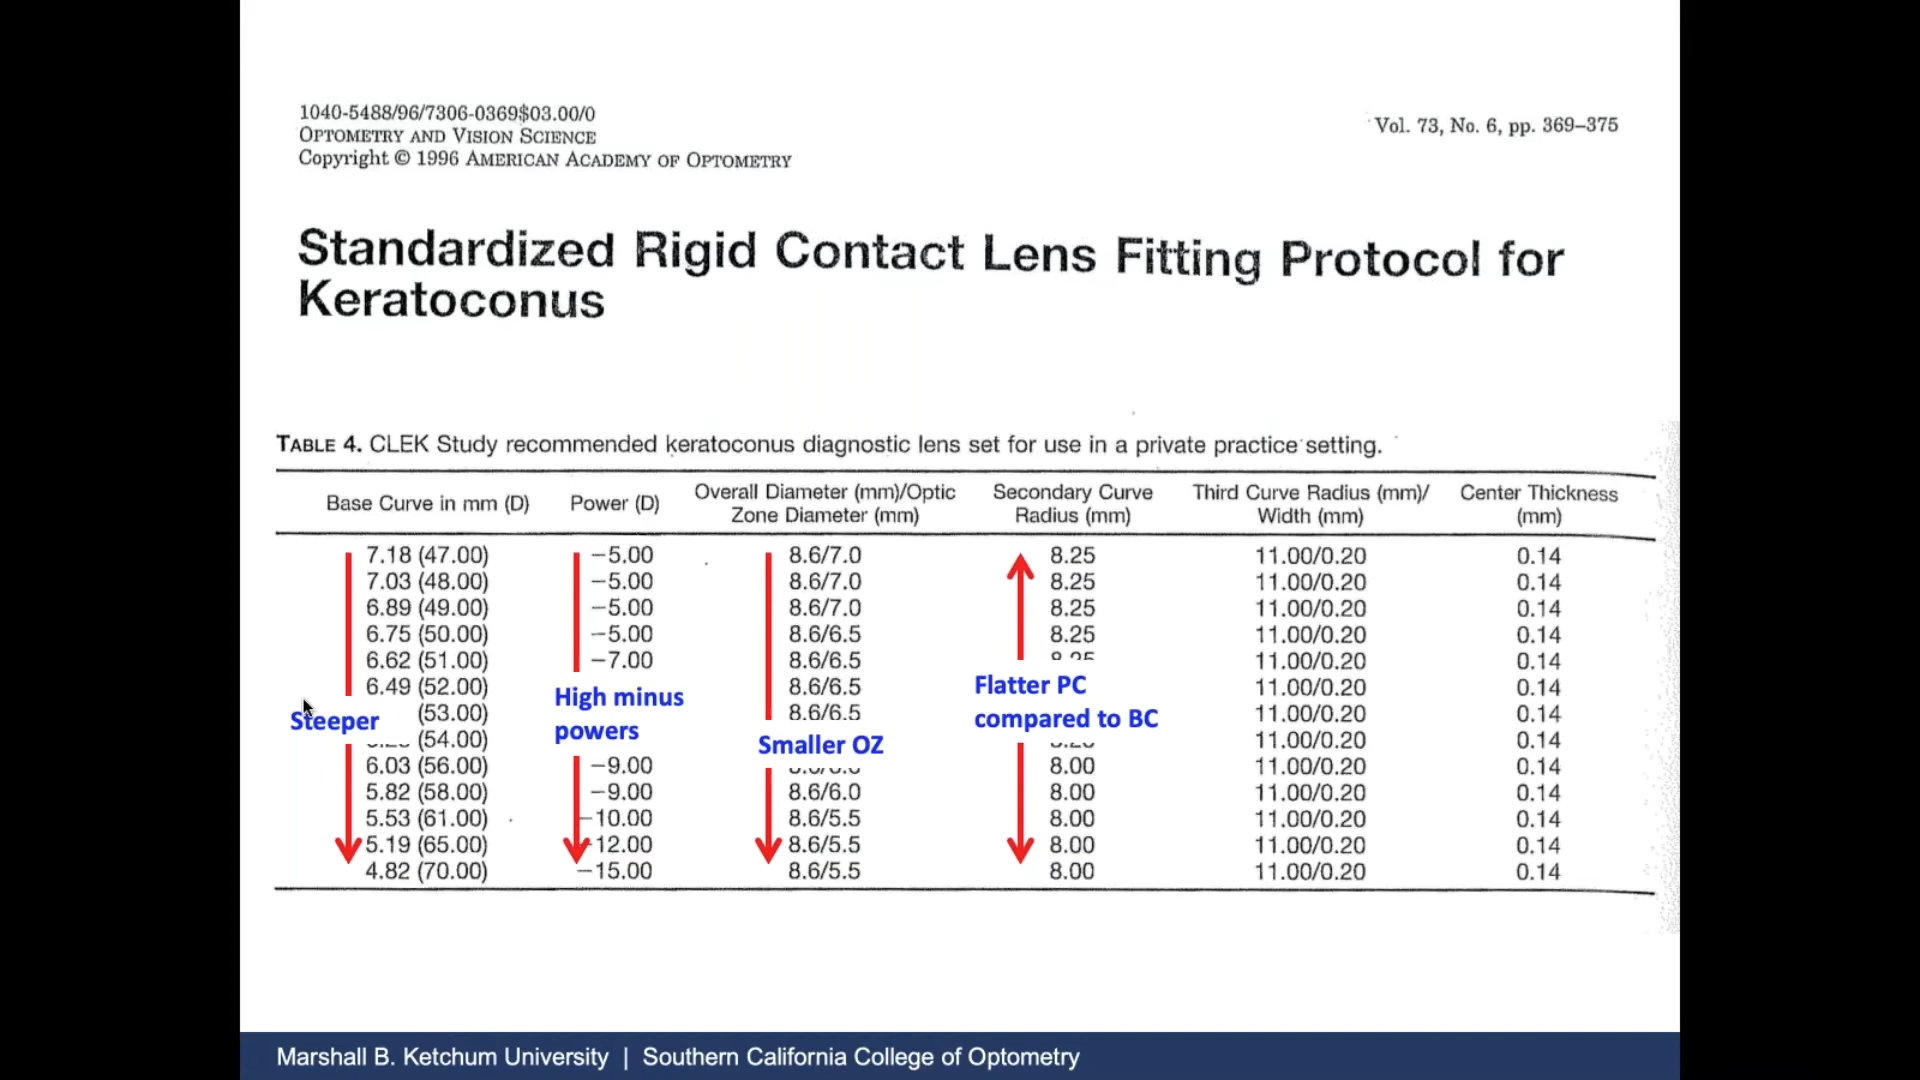 1040-5488/96/7306-0369$03.00/0
OPTOMETRY AND VISION SCIENCE
Copyright © 1996 AMERICAN ACADEMY OF OPTOMETRY
Vol. 73, No. 6, pp. 369–375
Standardized Rigid Contact Lens Fitting Protocol for
Keratoconus
TABLE 4. CLEK Study recommended keratoconus diagnostic lens set for use in a private practice setting.
Base Curve in mm (D) Power (D) Overall Diameter (mm)/Optic Zone Diameter (mm) Secondary Curve Radius (mm) Third Curve Radius (mm)/ Width (mm) Center Thickness (mm)
7.18 (47.00) −5.00 8.6/7.0 8.25 11.00/0.20 0.14
7.03 (48.00) −5.00 8.6/7.0 8.25 11.00/0.20 0.14
6.89 (49.00) −5.00 8.6/7.0 8.25 11.00/0.20 0.14
6.75 (50.00) −5.00 8.6/6.5 8.25 11.00/0.20 0.14
6.62 (51.00) −7.00 8.6/6.5 11.00/0.20 0.14
6.49 (52.00) 8.6/6.5 11.00/0.20 0.14
(53.00) 8.6/6.5 11.00/0.20 0.14
(54.00) 11.00/0.20 0.14
6.03 (56.00) −9.00 8.00 11.00/0.20 0.14
5.82 (58.00) −9.00 8.6/6.0 8.00 11.00/0.20 0.14
5.53 (61.00) −10.00 8.6/5.5 8.00 11.00/0.20 0.14
5.19 (65.00) −12.00 8.6/5.5 8.00 11.00/0.20 0.14
4.82 (70.00) −15.00 8.6/5.5 8.00 11.00/0.20 0.14
Steeper
High minus
powers
Smaller OZ
Flatter PC
compared to BC
Marshall B. Ketchum University | Southern California College of Optometry